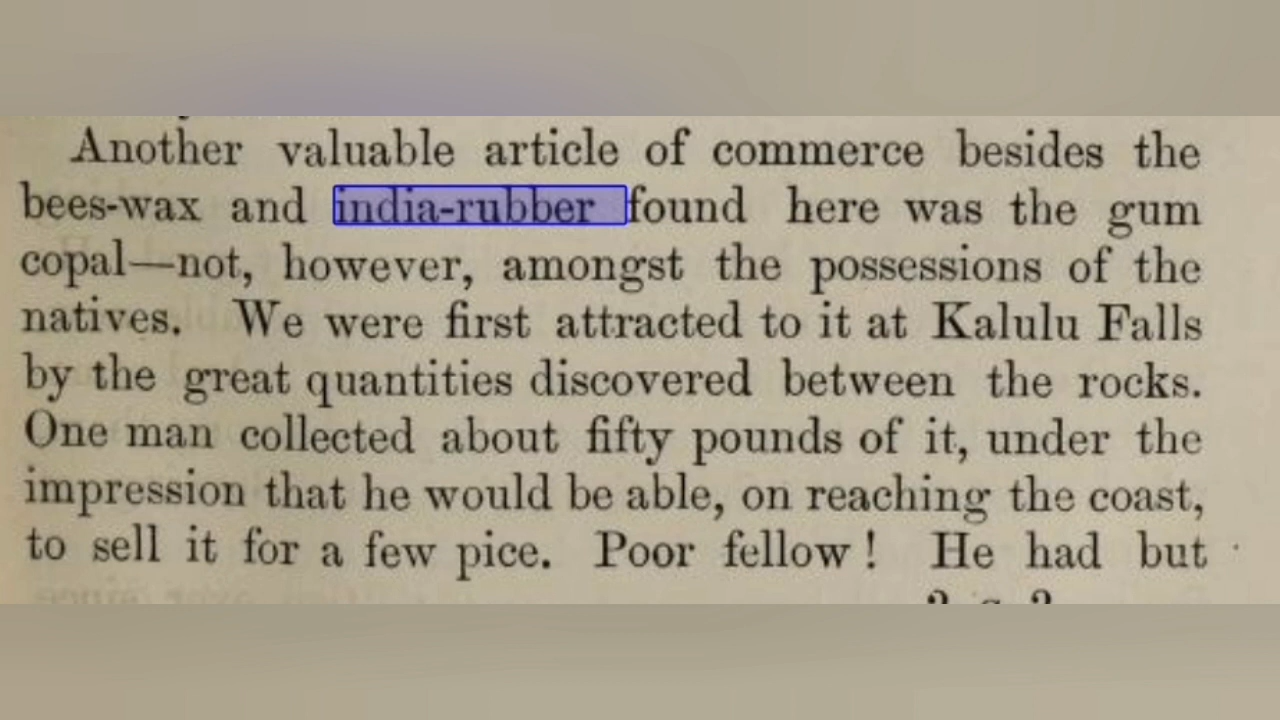 Another valuable article of commerce besides the
bees-wax and india-rubber found here was the gum
copal—not, however, amongst the possessions of the
natives. We were first attracted to it at Kalulu Falls
by the great quantities discovered between the rocks.
One man collected about fifty pounds of it, under the
impression that he would be able, on reaching the coast,
to sell it for a few pice. Poor fellow! He had but